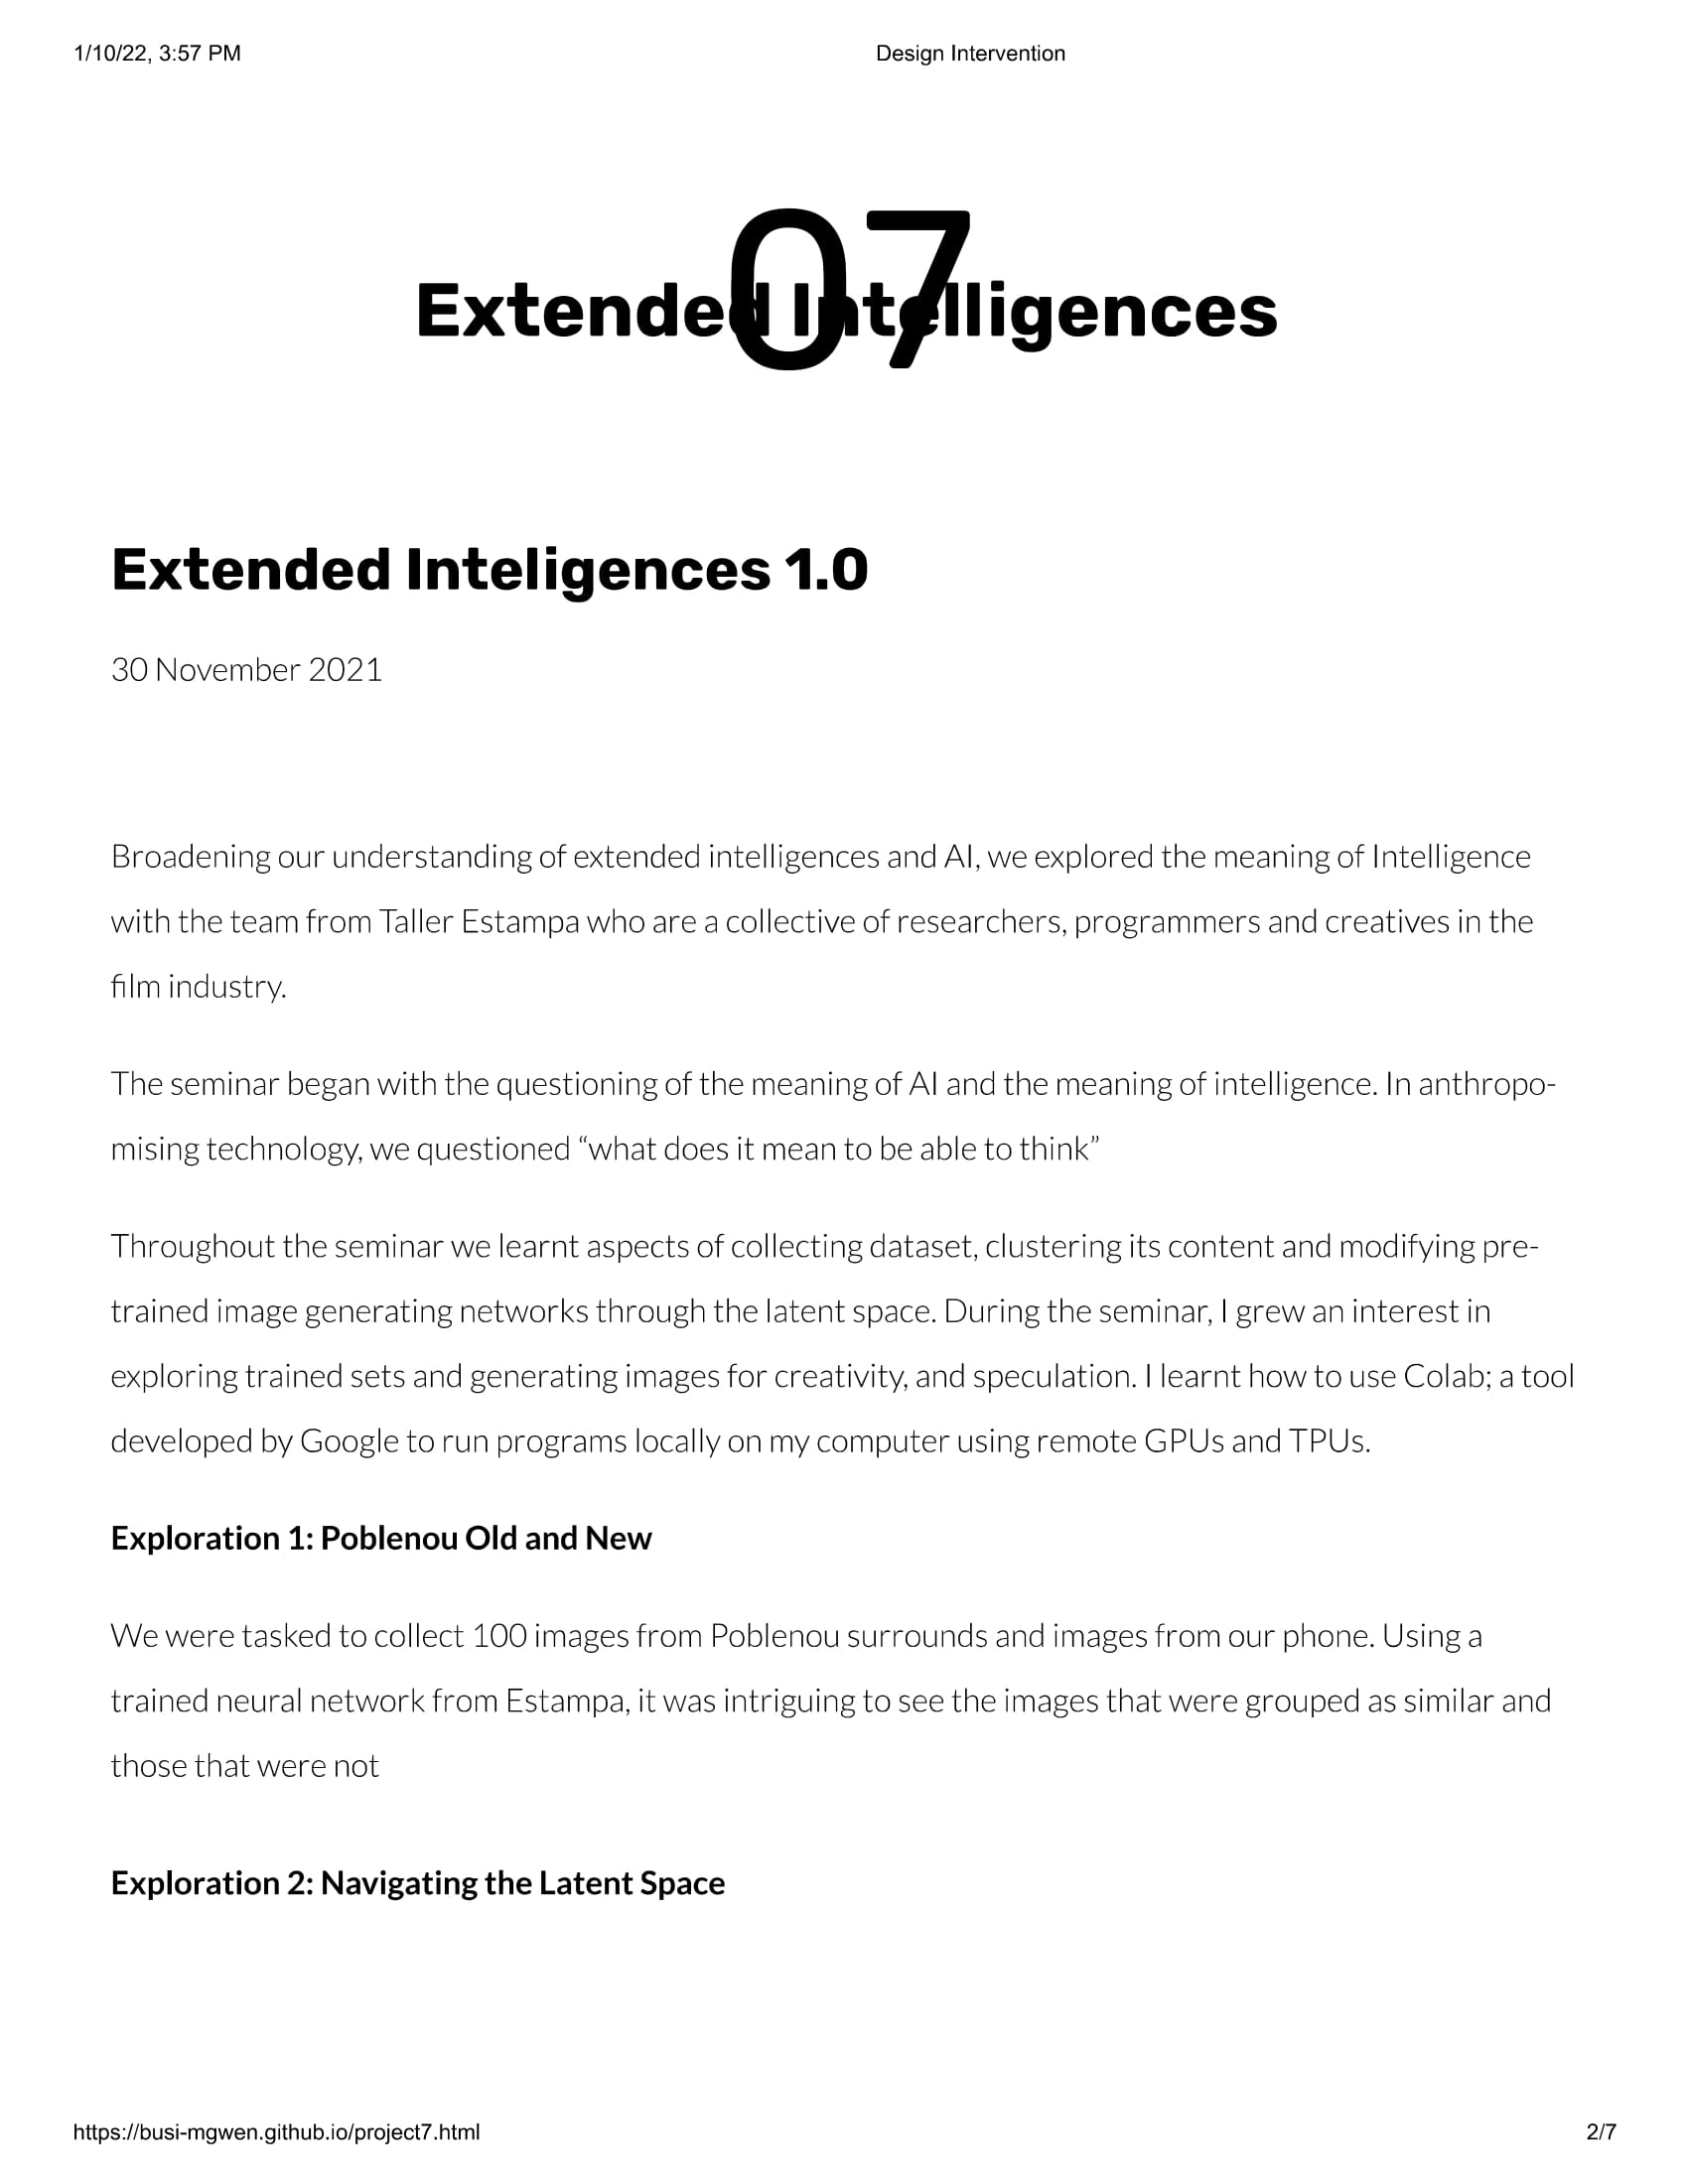 1/10/22, 3:57 PM
Design Intervention
07
Extended Intelligences
Extended Inteligences 1.0
30 November 2021
Broadening our understanding of extended intelligences and AI, we explored the meaning of Intelligence
with the team from Taller Estampa who are a collective of researchers, programmers and creatives in the
film industry.
The seminar began with the questioning of the meaning of AI and the meaning of intelligence. In anthropo-
mising technology, we questioned “what does it mean to be able to think”
Throughout the seminar we learnt aspects of collecting dataset, clustering its content and modifying pre-
trained image generating networks through the latent space. During the seminar, I grew an interest in
exploring trained sets and generating images for creativity, and speculation. I learnt how to use Colab; a tool
developed by Google to run programs locally on my computer using remote GPUs and TPUs.
Exploration 1: Poblenou Old and New
We were tasked to collect 100 images from Poblenou surrounds and images from our phone. Using a
trained neural network from Estampa, it was intriguing to see the images that were grouped as similar and
those that were not
Exploration 2: Navigating the Latent Space
https://busi-mgwen.github.io/project7.html
2/7